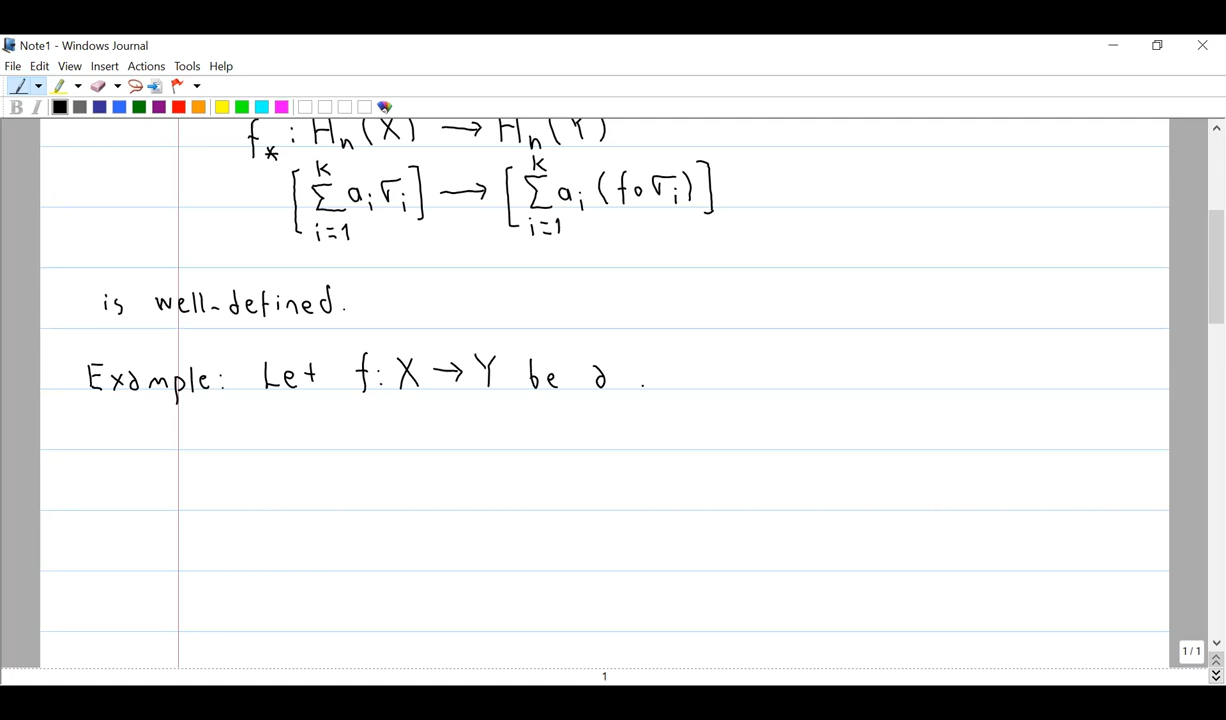 Note1 - Windows Journal
File Edit View Insert Actions Tools Help
B I
f_* : H_n(X) → H_n(Y)
[∑_{i=1}^{k} a_i σ_i] → [∑_{i=1}^{k} a_i (f∘σ_i)]
is well-defined.
Example: Let f: X → Y be a .
1/1
1